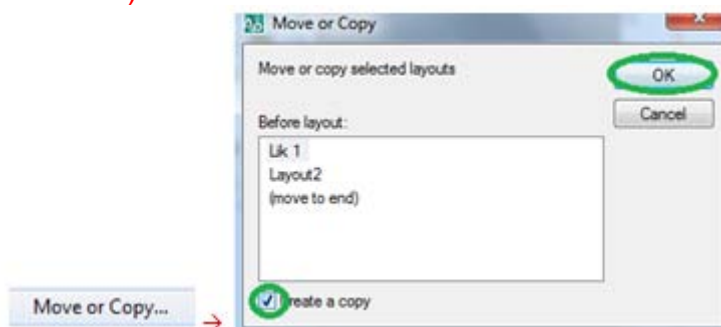 Move or Copy
Move or copy selected layouts
OK
Cancel
Before layout:
Lik 1
Layout2
(move to end)
Create a copy
Move or Copy... →